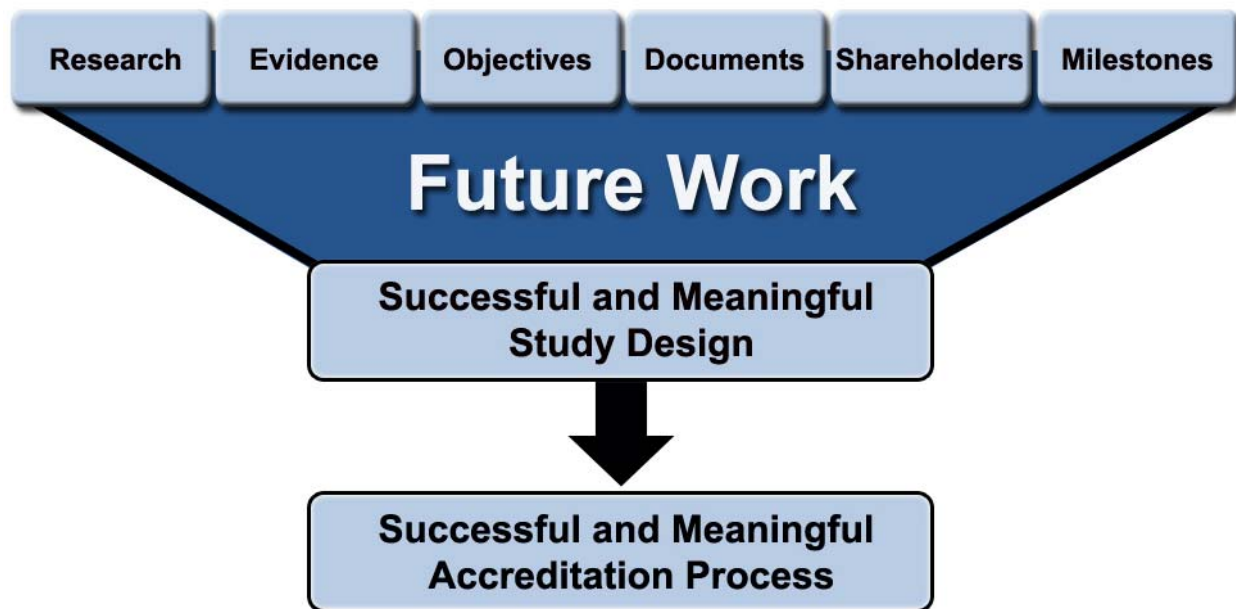 Research Evidence Objectives Documents Shareholders Milestones
Future Work
Successful and Meaningful
Study Design
Successful and Meaningful
Accreditation Process